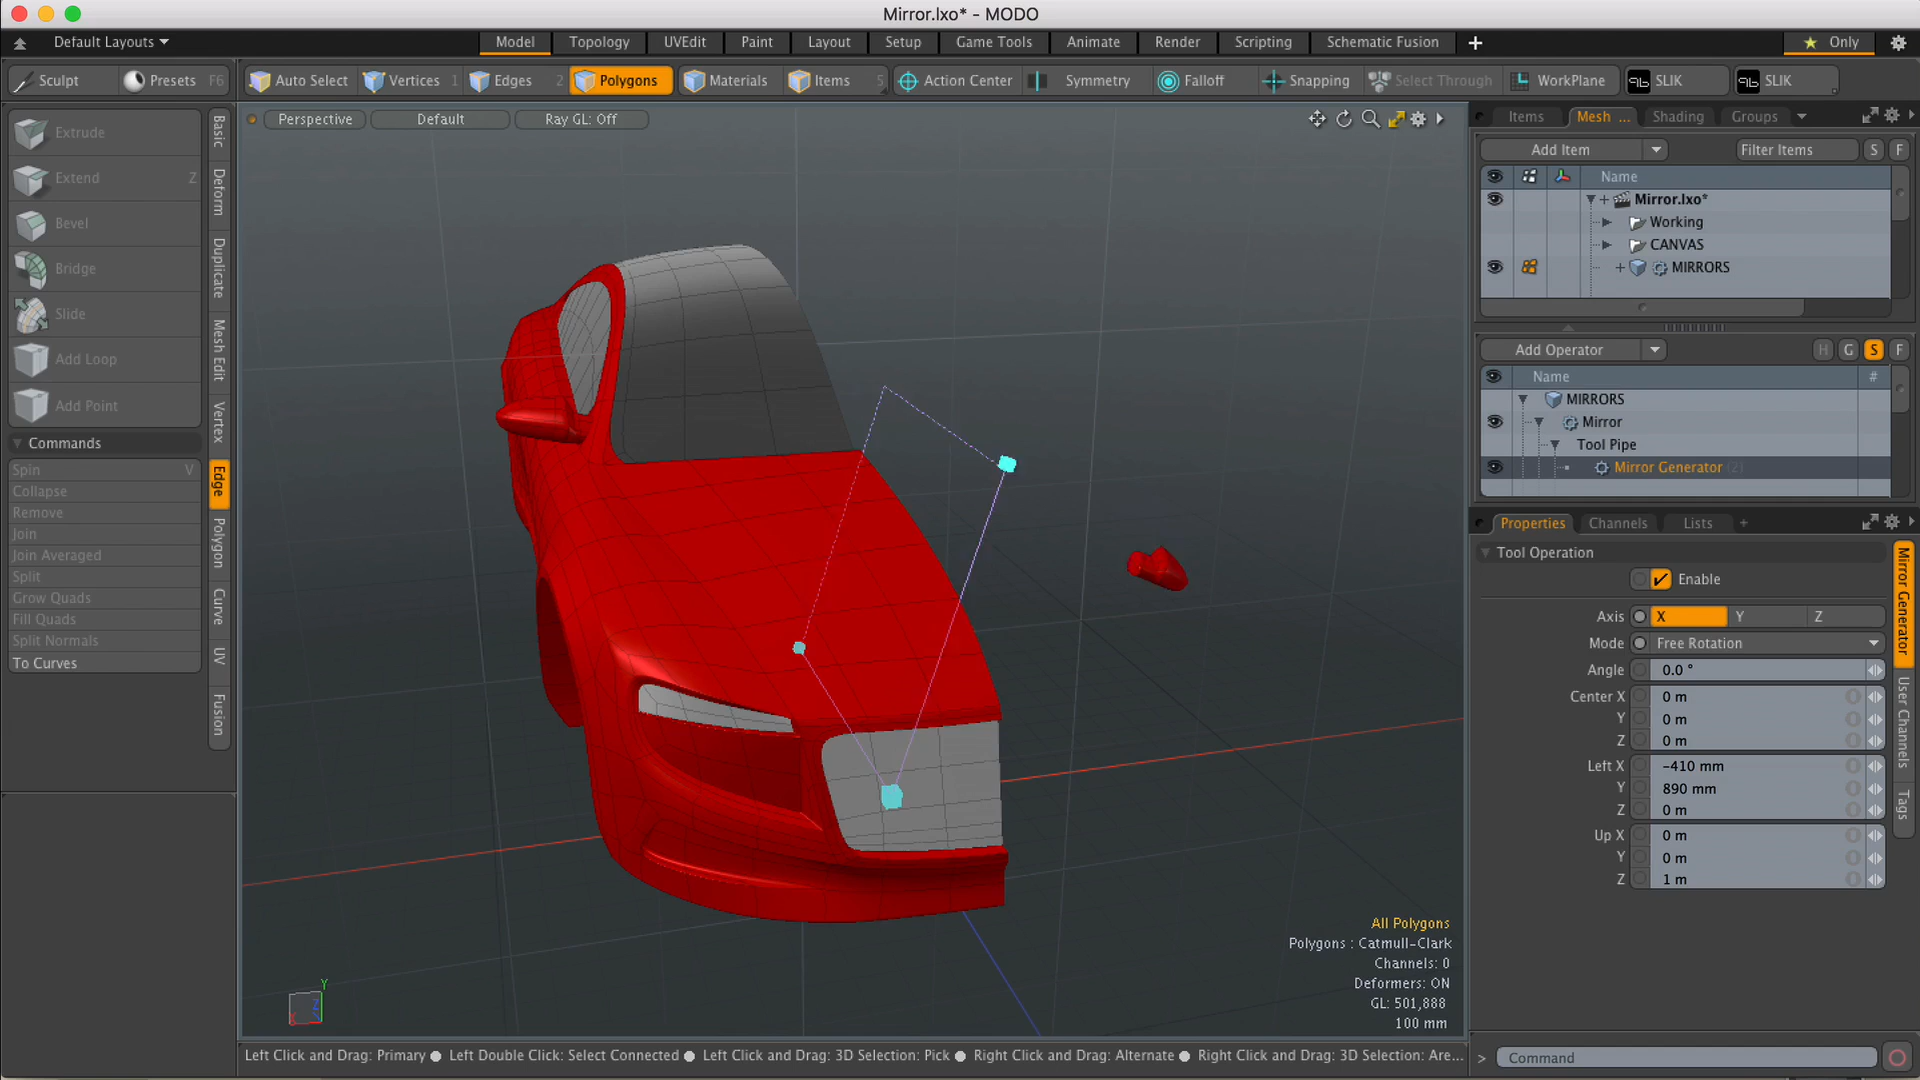 Mirror.lxo* - MODO
Default Layouts
Model Topology UVEdit Paint Layout Setup Game Tools Animate Render Scripting Schematic Fusion + Only
Sculpt Presets F6 Auto Select Vertices 1 Edges 2 Polygons Materials Items 5 Action Center Symmetry Falloff Snapping Select Through WorkPlane SLIK SLIK
Extrude
Extend Z
Bevel
Bridge
Slide
Add Loop
Add Point
Commands
Spin V
Collapse
Remove
Join
Join Averaged
Split
Grow Quads
Fill Quads
Split Normals
To Curves
Basic
Deform
Duplicate
Mesh Edit
Vertex
Edge
Polygon
Curve
UV
Fusion
Perspective Default Ray GL: Off
All Polygons
Polygons : Catmull-Clark
Channels: 0
Deformers: ON
GL: 501,888
100 mm
Y
Z
X
Left Click and Drag: Primary ● Left Double Click: Select Connected ● Left Click and Drag: 3D Selection: Pick ● Right Click and Drag: Alternate ● Right Click and Drag: 3D Selection: Are...
Items Mesh ... Shading Groups
Add Item Filter Items S F
Name
Mirror.lxo*
Working
CANVAS
MIRRORS
Add Operator H G S F
Name #
MIRRORS
Mirror
Tool Pipe
Mirror Generator (2)
Properties Channels Lists +
Tool Operation
Enable
Axis X Y Z
Mode Free Rotation
Angle 0.0 °
Center X 0 m
Y 0 m
Z 0 m
Left X -410 mm
Y 890 mm
Z 0 m
Up X 0 m
Y 0 m
Z 1 m
Mirror Generator
User Channels
Tags
> Command